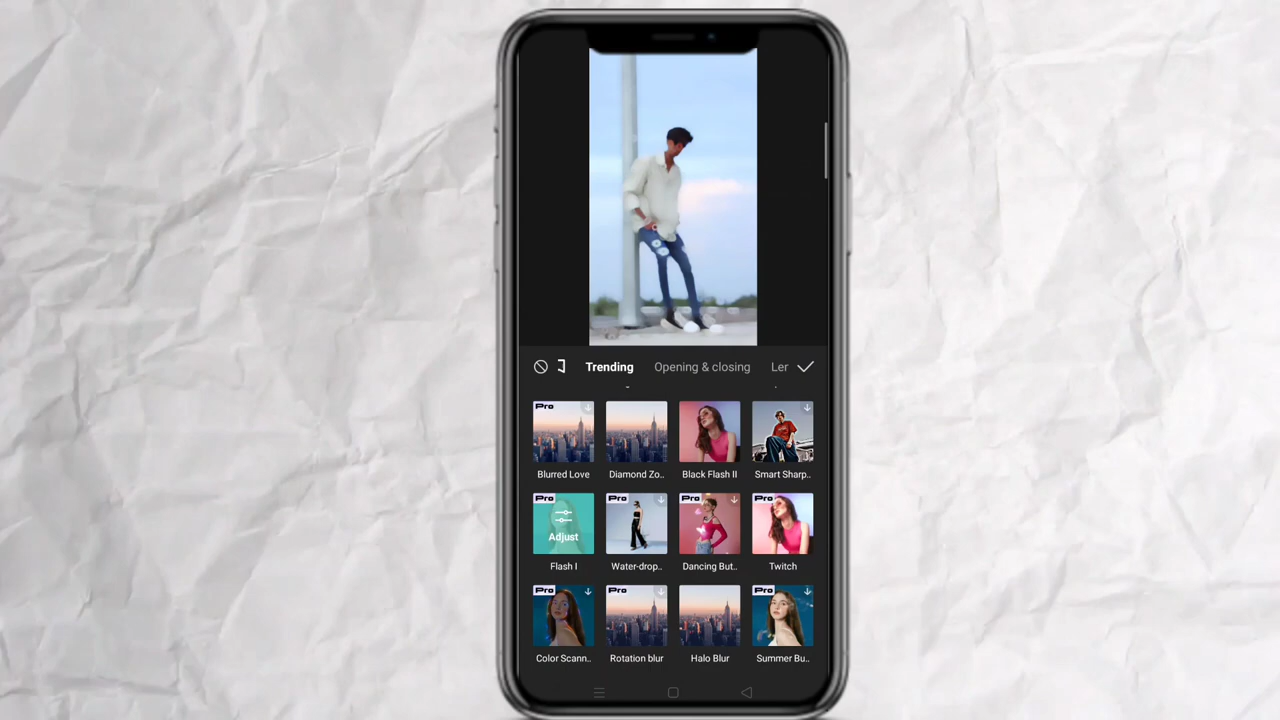 Trending Opening & closing Ler
Pro
Blurred Love Diamond Zo.. Black Flash II Smart Sharp..
Pro Pro Pro Pro
Adjust
Flash I Water-drop.. Dancing But.. Twitch
Pro Pro Pro
Color Scann.. Rotation blur Halo Blur Summer Bu..